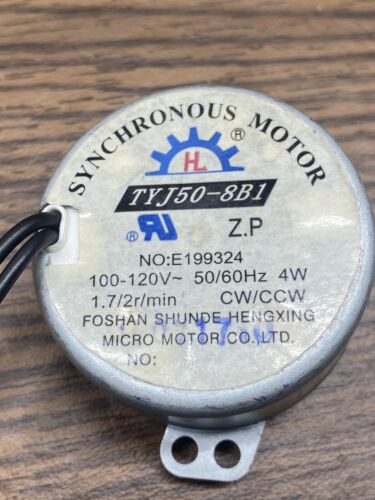 SYNCHRONOUS MOTOR
HL ®
TYJ50-8B1
RU ® Z.P
NO:E199324
100-120V~ 50/60Hz 4W
1.7/2r/min CW/CCW
FOSHAN SHUNDE HENGXING
MICRO MOTOR CO.,LTD.
NO: